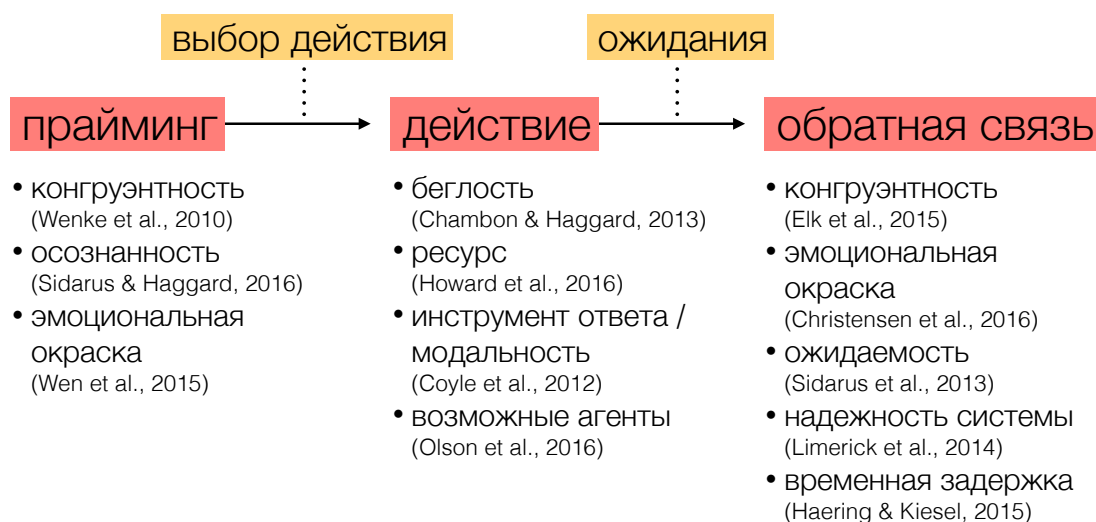 выбор действия
ожидания
прайминг
действие
обратная связь
• конгруэнтность
(Wenke et al., 2010)
• осознанность
(Sidarus & Haggard, 2016)
• эмоциональная
окраска
(Wen et al., 2015)
• беглость
(Chambon & Haggard, 2013)
• ресурс
(Howard et al., 2016)
• инструмент ответа /
модальность
(Coyle et al., 2012)
• возможные агенты
(Olson et al., 2016)
• конгруэнтность
(Elk et al., 2015)
• эмоциональная
окраска
(Christensen et al., 2016)
• ожидаемость
(Sidarus et al., 2013)
• надежность системы
(Limerick et al., 2014)
• временная задержка
(Haering & Kiesel, 2015)